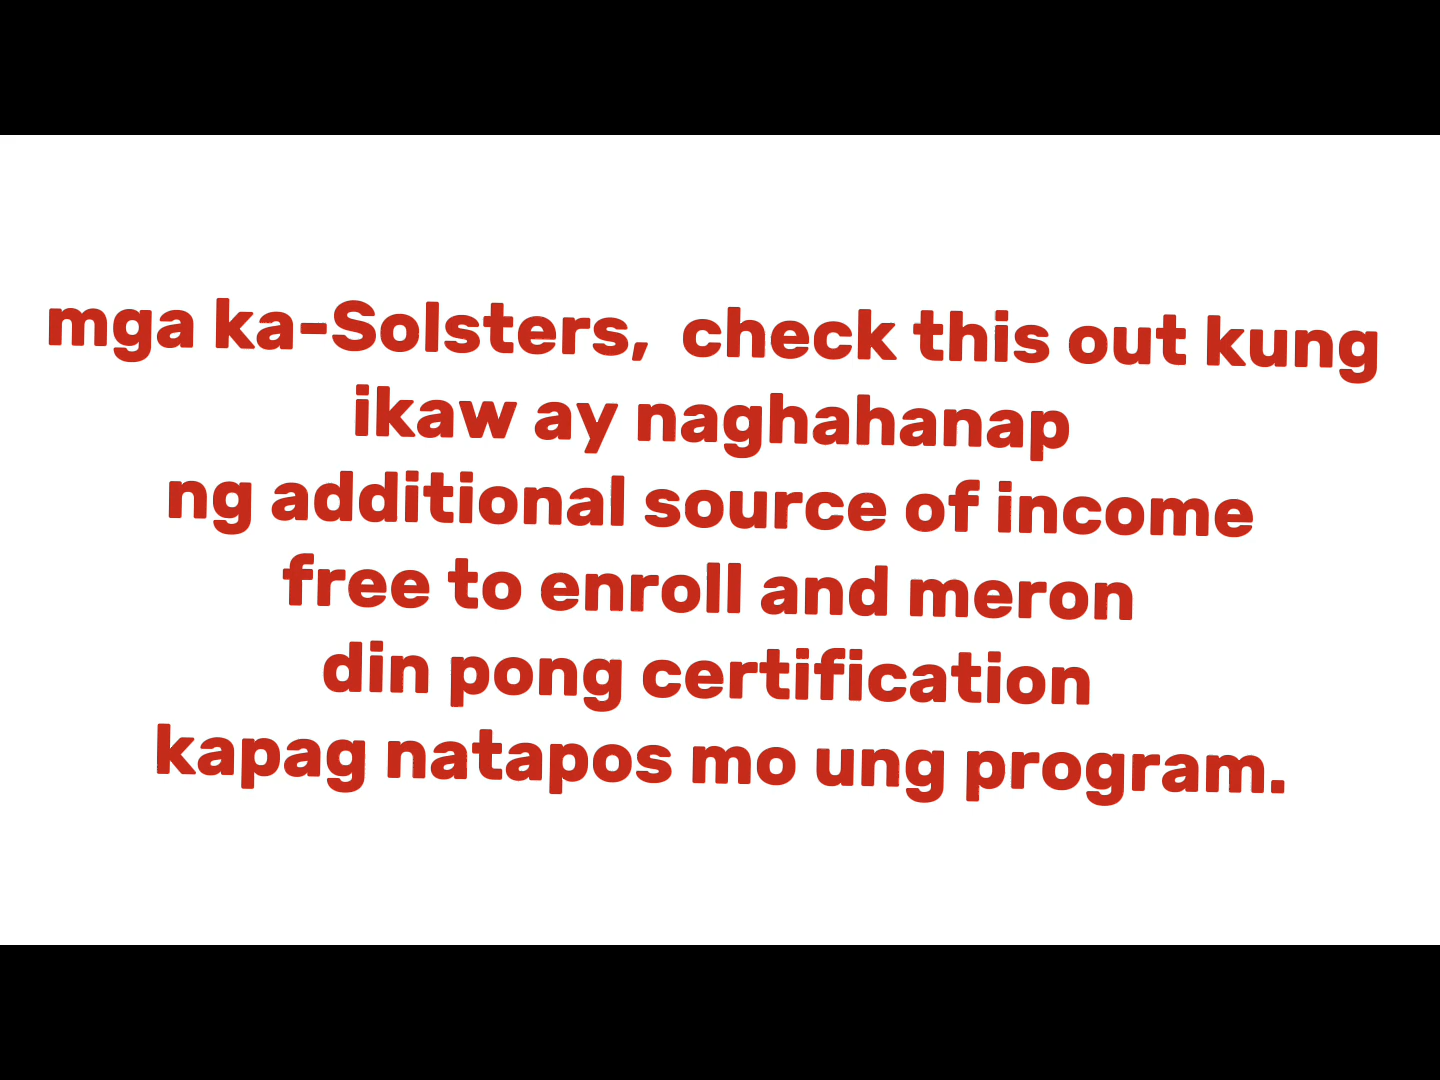 mga ka-Solsters, check this out kung
ikaw ay naghahanap
ng additional source of income
free to enroll and meron
din pong certification
kapag natapos mo ung program.